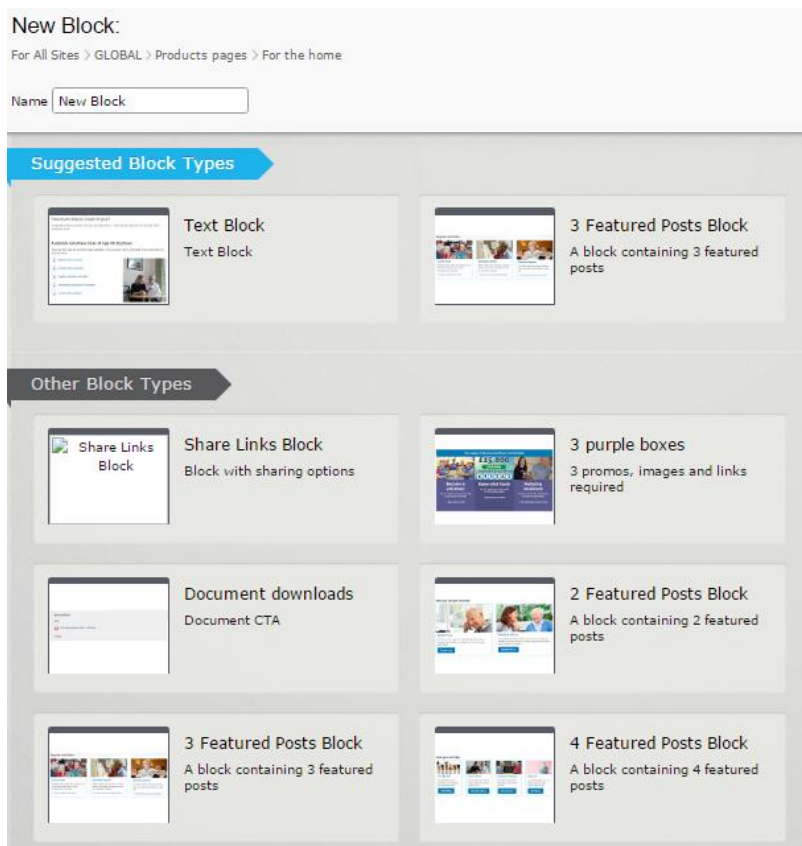 New Block:
For All Sites > GLOBAL > Products pages > For the home
Name New Block
Suggested Block Types
Text Block
Text Block
3 Featured Posts Block
A block containing 3 featured
posts
Other Block Types
Share Links
Block
Share Links Block
Block with sharing options
3 purple boxes
3 promos, images and links
required
Document downloads
Document CTA
2 Featured Posts Block
A block containing 2 featured
posts
3 Featured Posts Block
A block containing 3 featured
posts
4 Featured Posts Block
A block containing 4 featured
posts